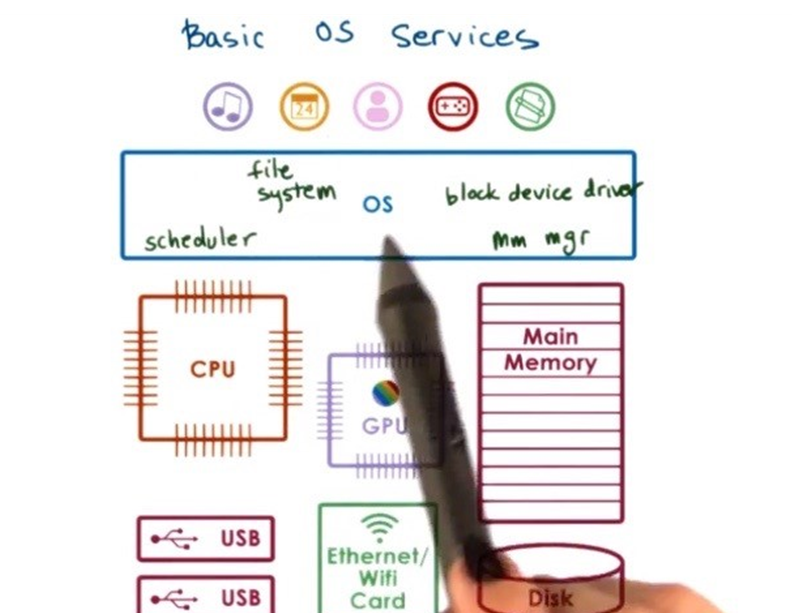 Basic OS Services
24
file
system
OS
block device driver
scheduler
mm mgr
CPU
Main
Memory
GPU
USB
Ethernet/
Wifi
Card
USB
Disk